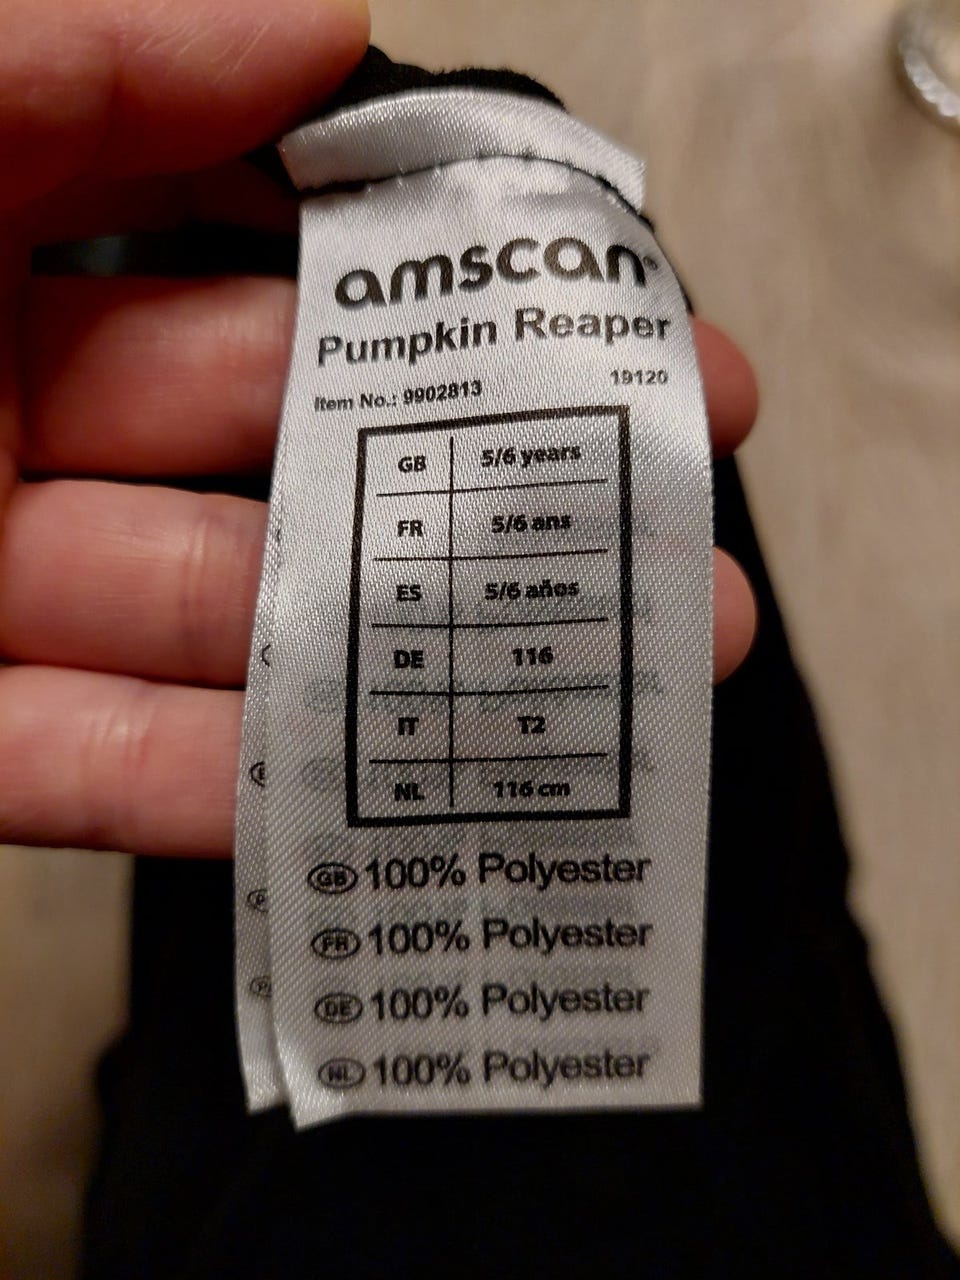 amscan®
Pumpkin Reaper
Item No.: 9902813 19120
GB 5/6 years
FR 5/6 ans
ES 5/6 años
DE 116
IT T2
NL 116 cm
GB 100% Polyester
FR 100% Polyester
DE 100% Polyester
NL 100% Polyester